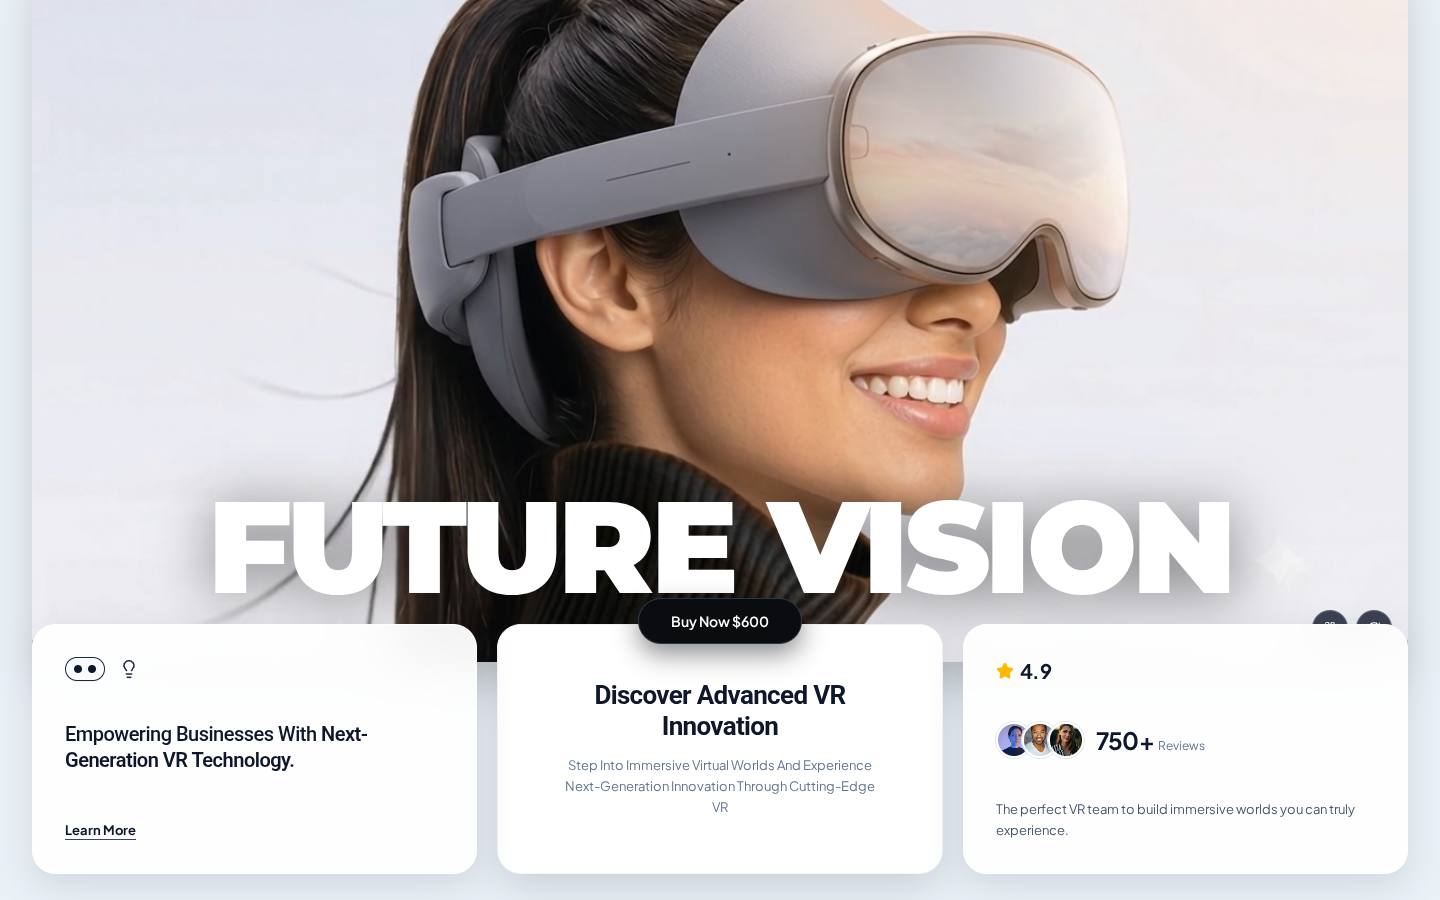 FUTURE VISION
Buy Now $600
Empowering Businesses With Next-
Generation VR Technology.
Learn More
Discover Advanced VR
Innovation
Step Into Immersive Virtual Worlds And Experience
Next-Generation Innovation Through Cutting-Edge
VR
4.9
750+ Reviews
The perfect VR team to build immersive worlds you can truly
experience.